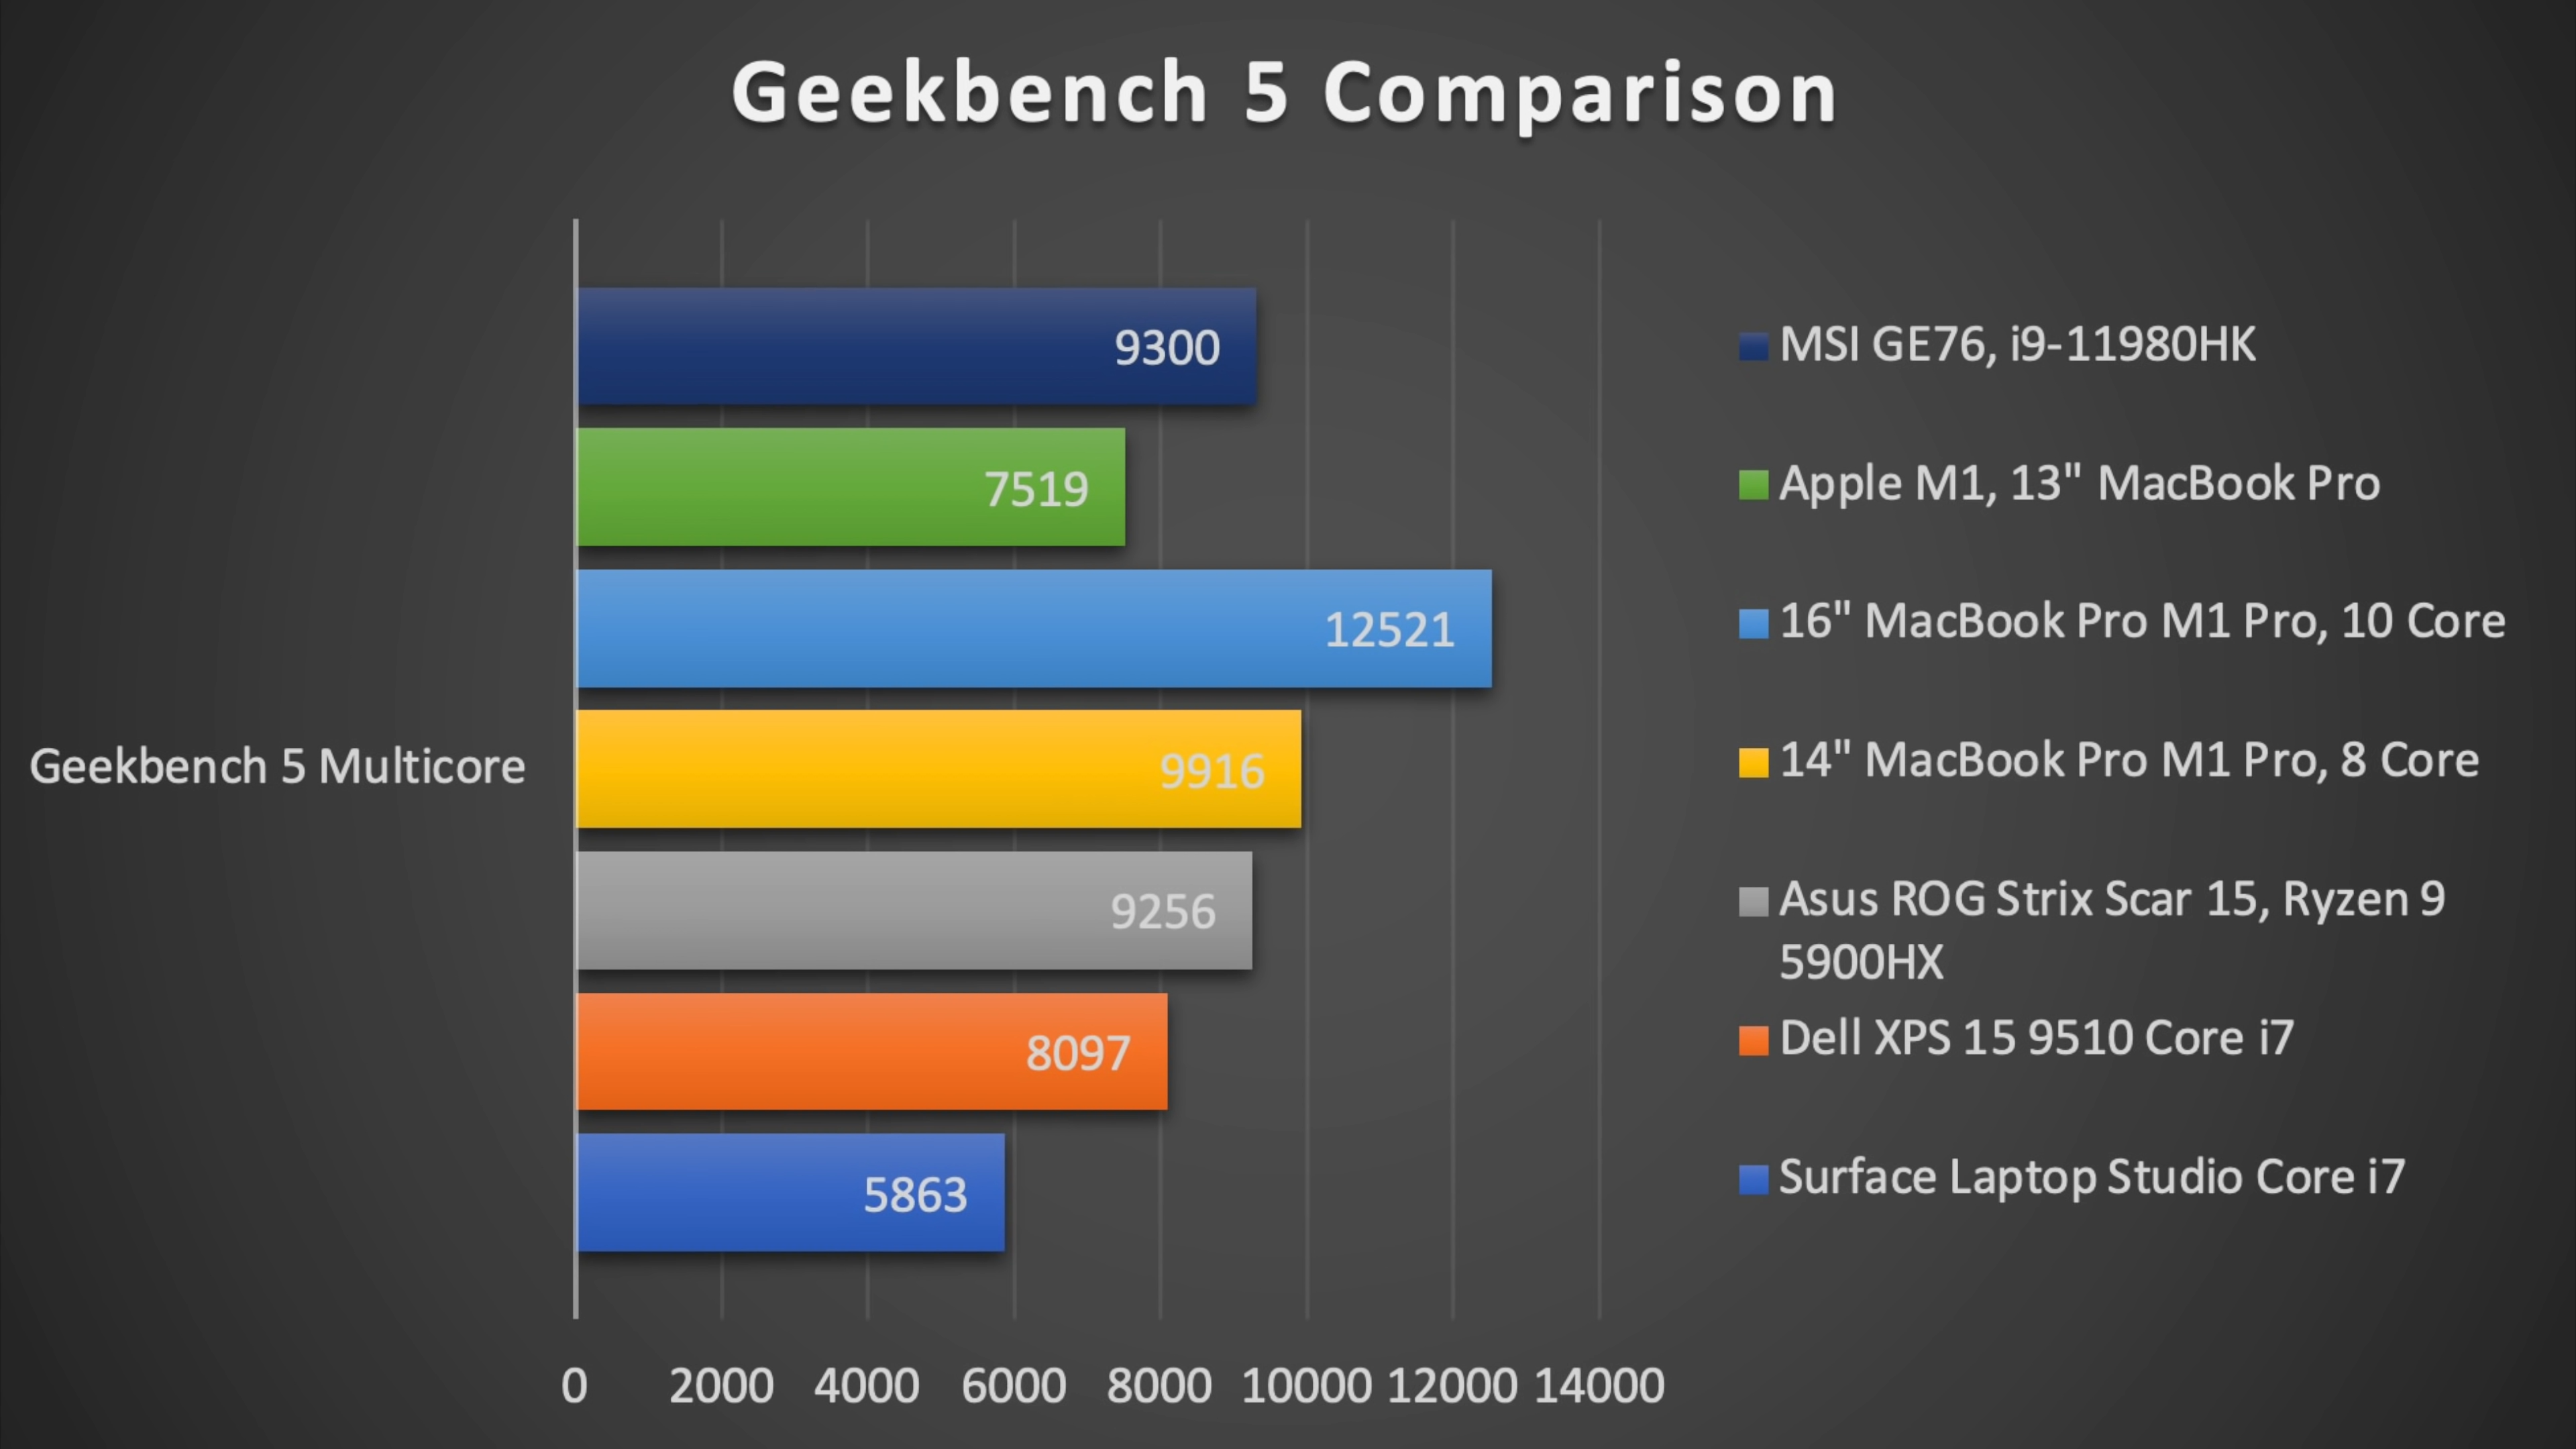 Geekbench 5 Comparison
9300
7519
12521
9916
9256
8097
5863
Geekbench 5 Multicore
0 2000 4000 6000 8000 10000 12000 14000
MSI GE76, i9-11980HK
Apple M1, 13" MacBook Pro
16" MacBook Pro M1 Pro, 10 Core
14" MacBook Pro M1 Pro, 8 Core
Asus ROG Strix Scar 15, Ryzen 9
5900HX
Dell XPS 15 9510 Core i7
Surface Laptop Studio Core i7